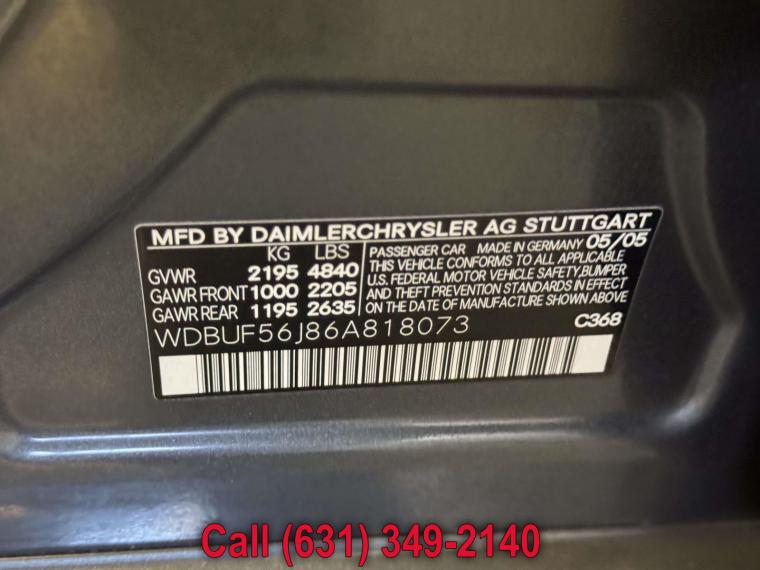 MFD BY DAIMLERCHRYSLER AG STUTTGART
KG LBS
GVWR 2195 4840
GAWR FRONT 1000 2205
GAWR REAR 1195 2635
PASSENGER CAR MADE IN GERMANY 05/05
THIS VEHICLE CONFORMS TO ALL APPLICABLE
U.S. FEDERAL MOTOR VEHICLE SAFETY, BUMPER
AND THEFT PREVENTION STANDARDS IN EFFECT
ON THE DATE OF MANUFACTURE SHOWN ABOVE
WDBUF56J86A818073 C368
Call (631) 349-2140